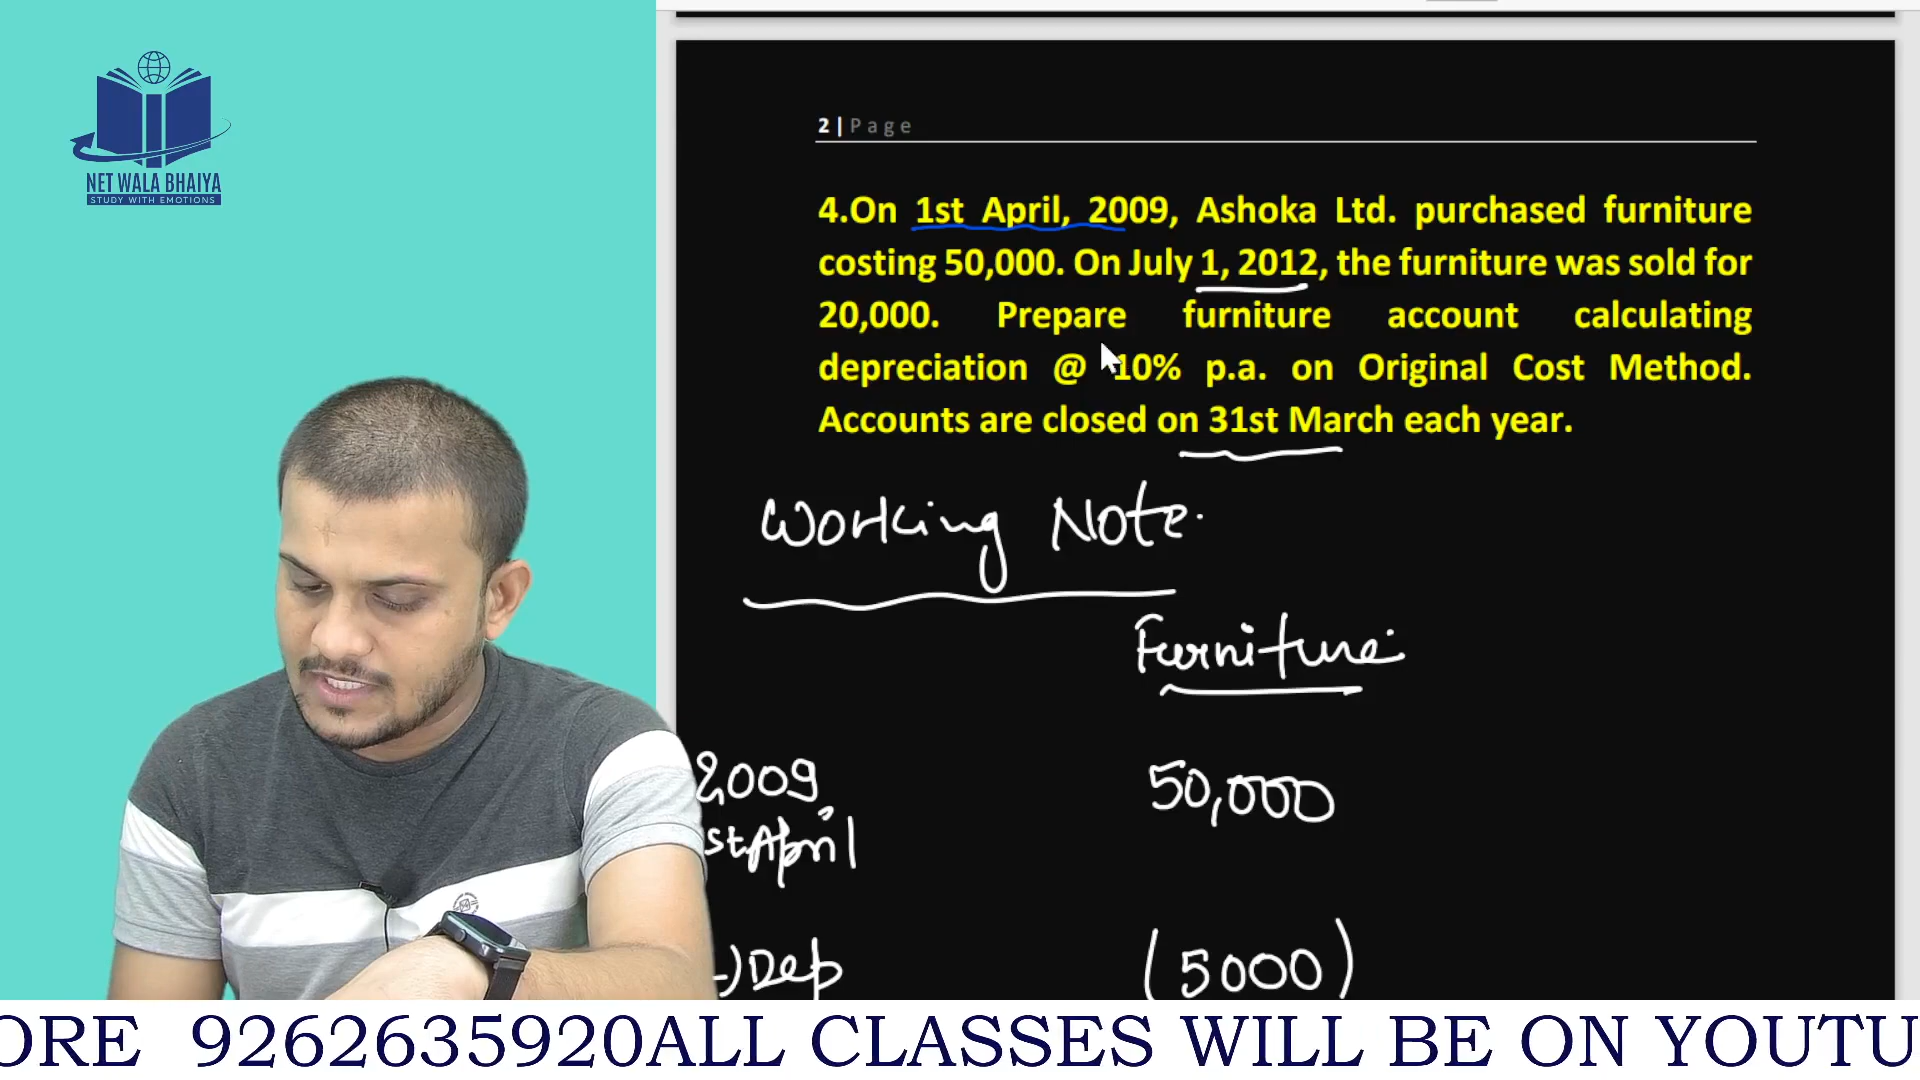 NET WALA BHAIYA
STUDY WITH EMOTIONS
2 | Page
4.On 1st April, 2009, Ashoka Ltd. purchased furniture
costing 50,000. On July 1, 2012, the furniture was sold for
20,000. Prepare furniture account calculating
depreciation @ 10% p.a. on Original Cost Method.
Accounts are closed on 31st March each year.
Working Note.
Furniture
2009, 50,000
st April
-) Dep (5000)
ORE 9262635920ALL CLASSES WILL BE ON YOUTU